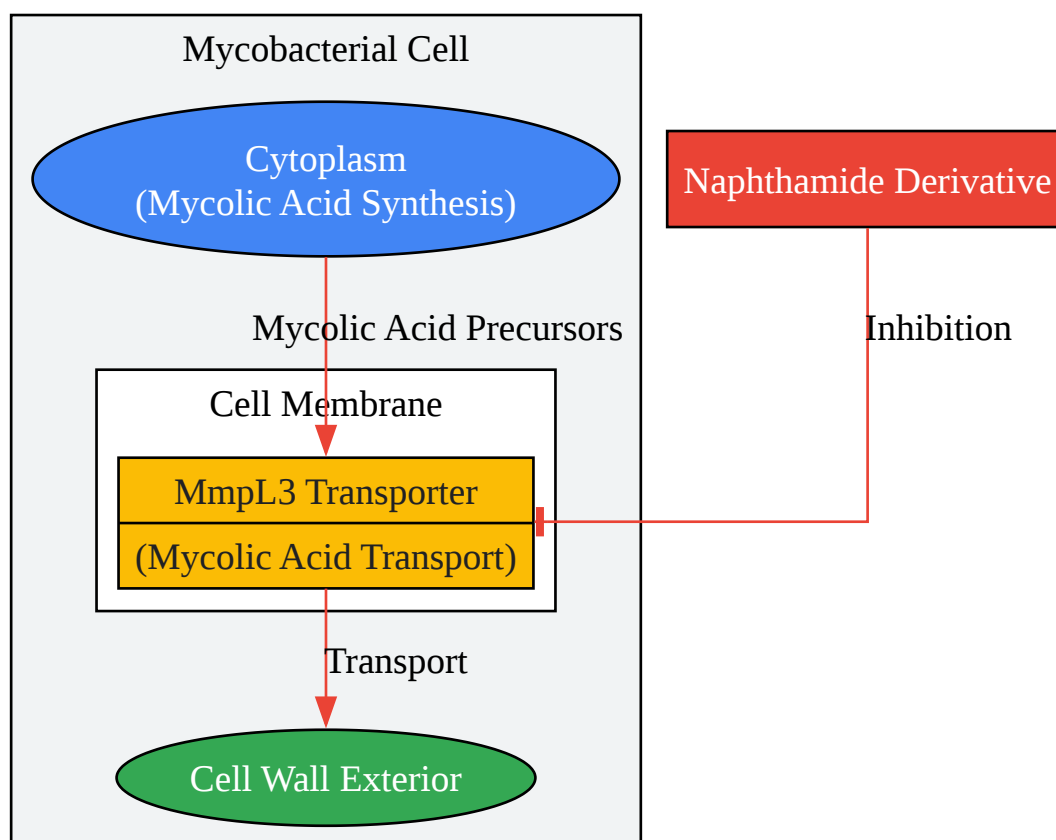 Mycobacterial Cell
Cytoplasm
(Mycolic Acid Synthesis)
Naphthamide Derivative
Mycolic Acid Precursors
Inhibition
Cell Membrane
MmpL3 Transporter
(Mycolic Acid Transport)
Transport
Cell Wall Exterior